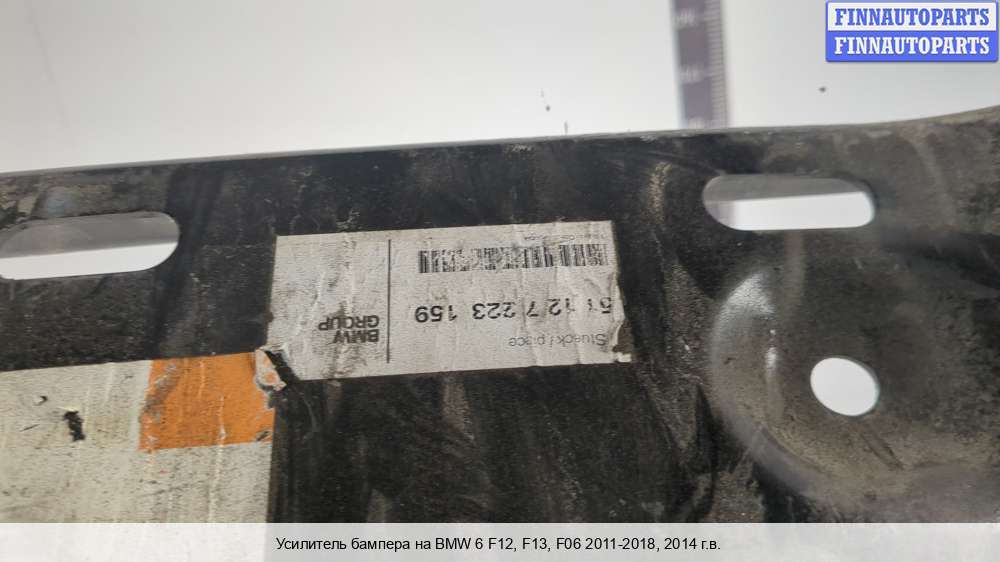 FINNAUTOPARTS
FINNAUTOPARTS
Stueck / piece
51 12 7 223 159
BMW
GROUP
Усилитель бампера на BMW 6 F12, F13, F06 2011-2018, 2014 г.в.